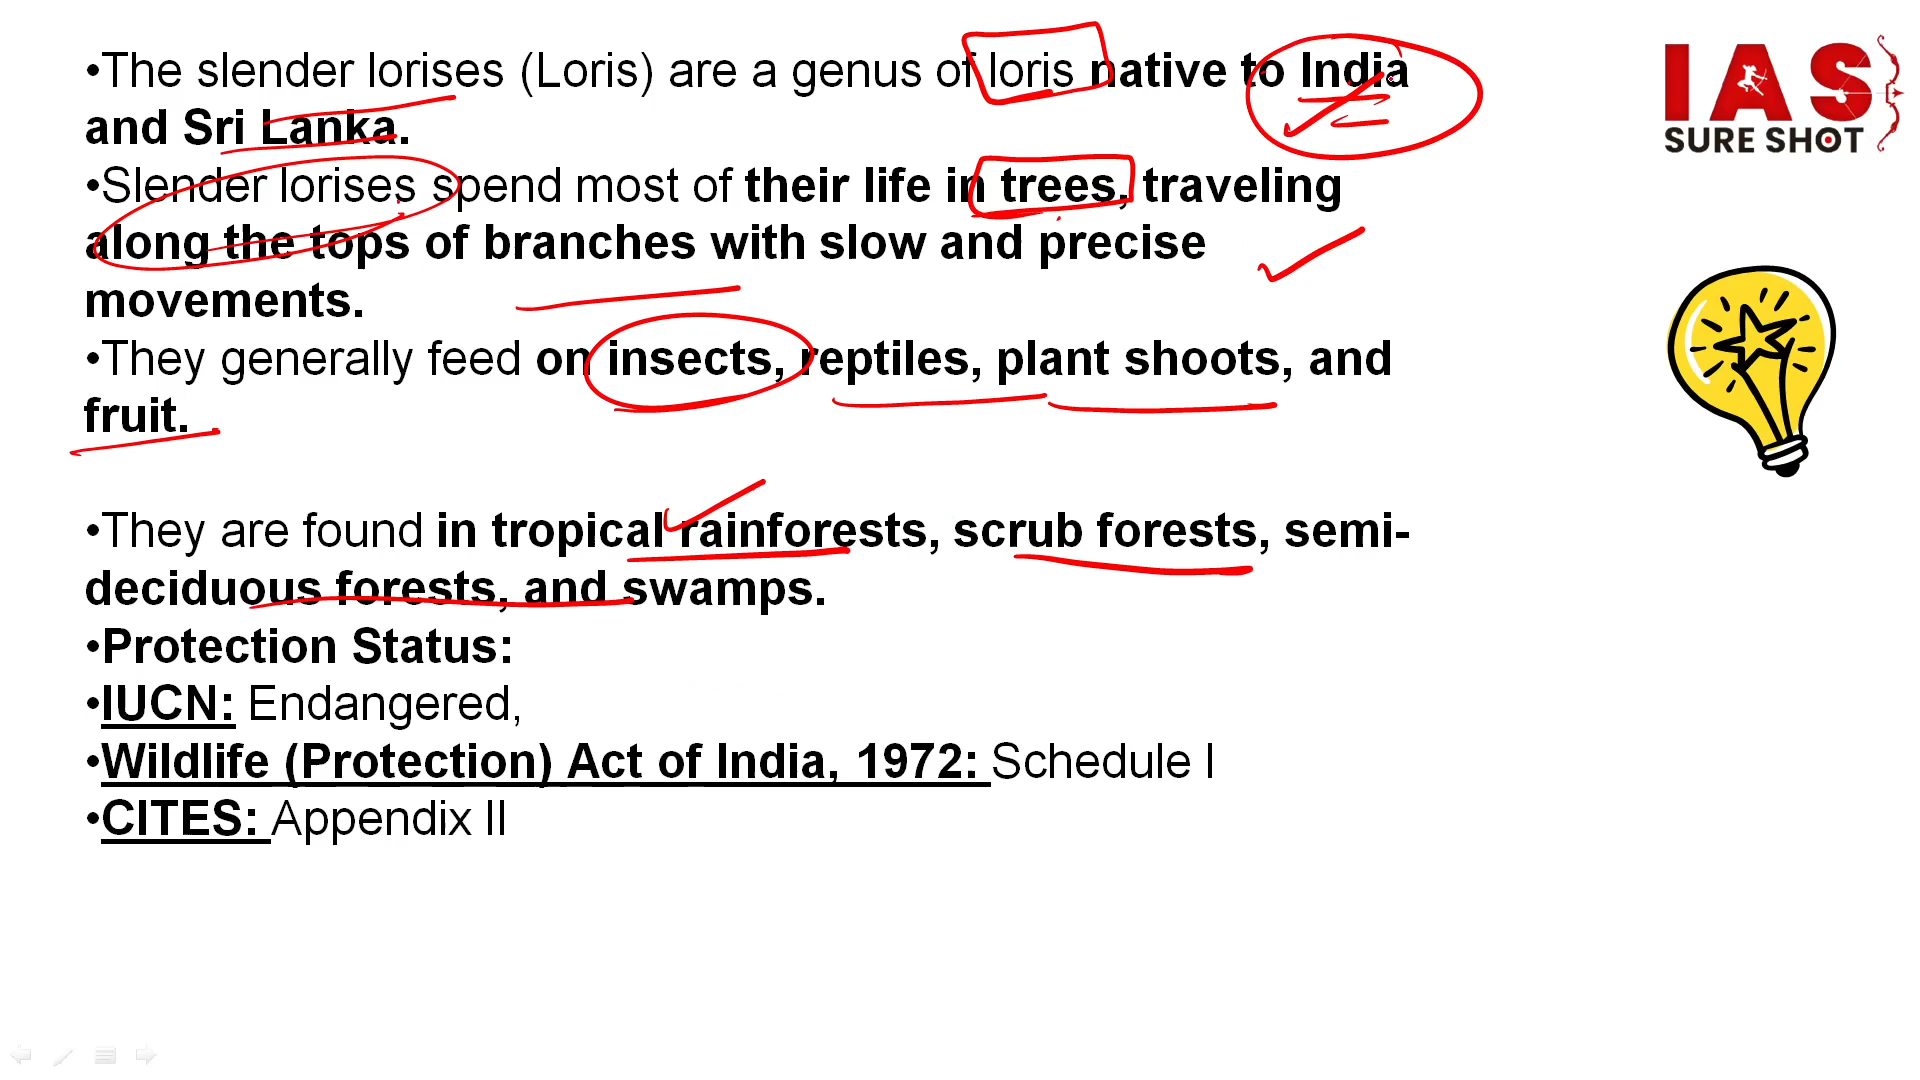 •The slender lorises (Loris) are a genus of loris native to India
and Sri Lanka.
•Slender lorises spend most of their life in trees, traveling
along the tops of branches with slow and precise
movements.
•They generally feed on insects, reptiles, plant shoots, and
fruit.
•They are found in tropical rainforests, scrub forests, semi-
deciduous forests, and swamps.
•Protection Status:
•IUCN: Endangered,
•Wildlife (Protection) Act of India, 1972: Schedule I
•CITES: Appendix II
IAS
SURE SHOT